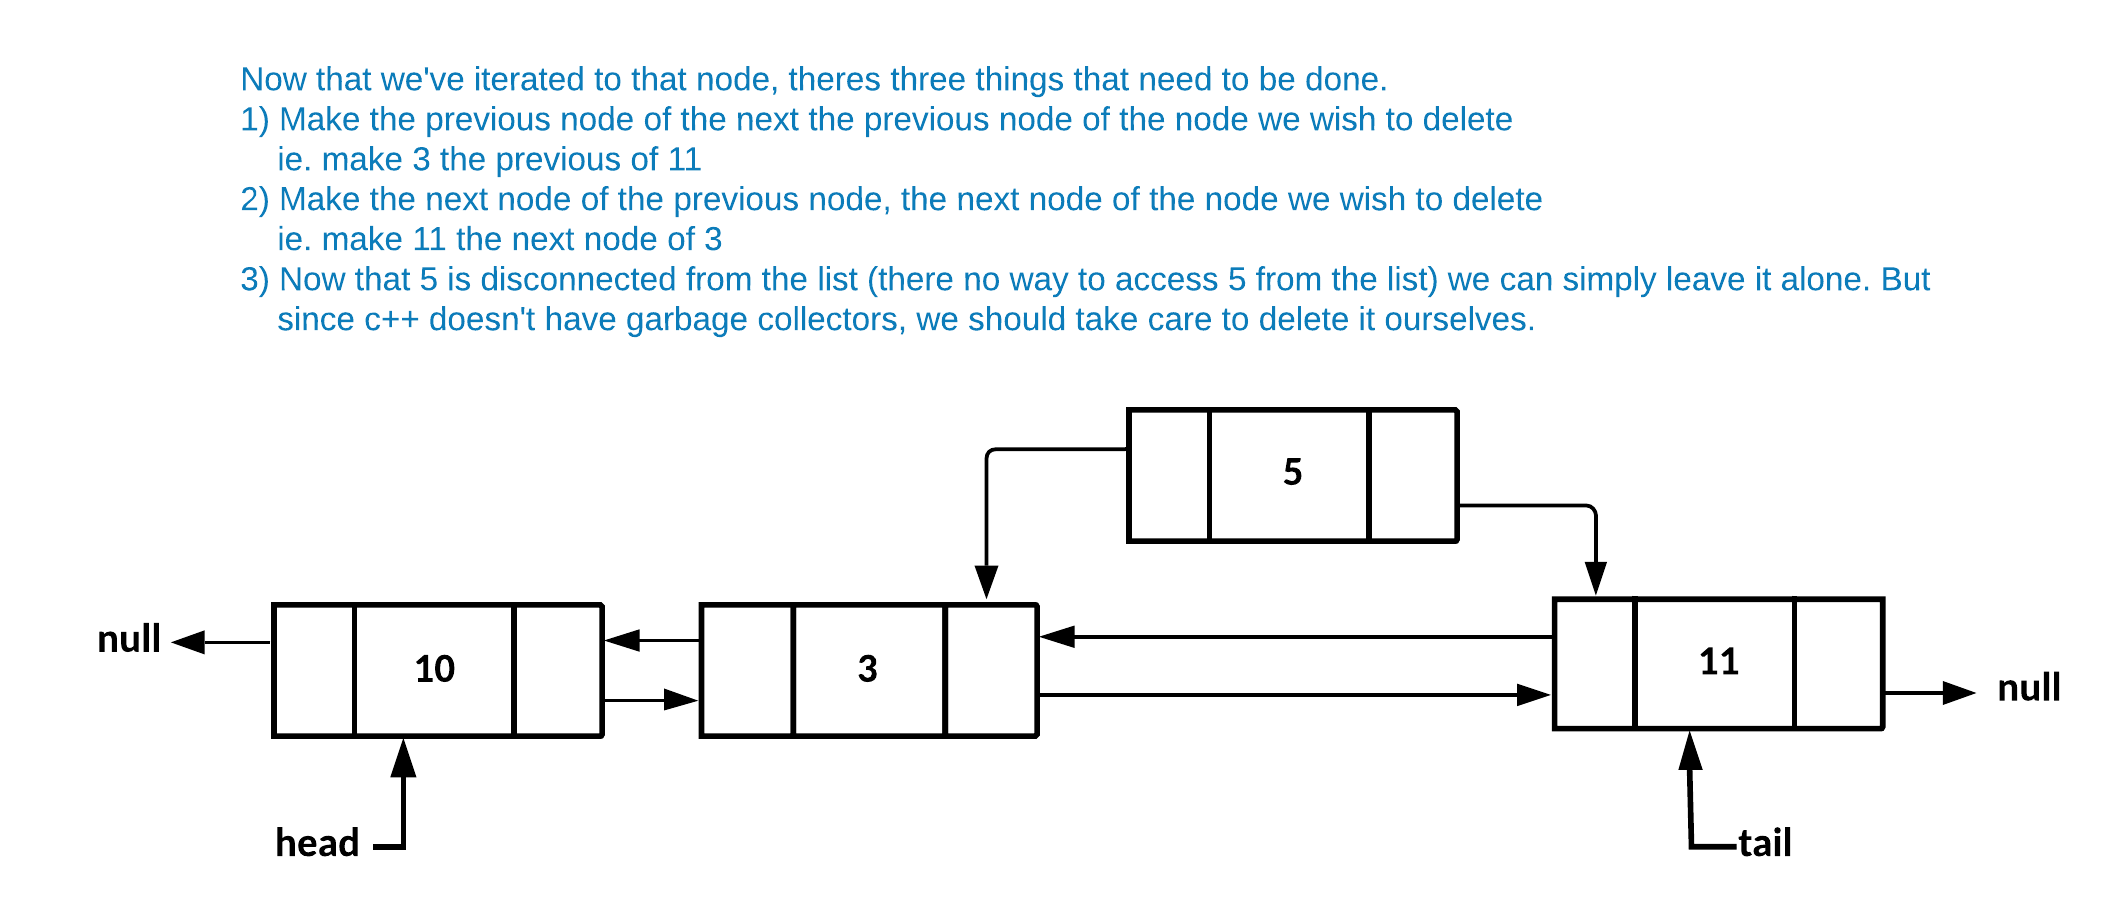 Now that we've iterated to that node, theres three things that need to be done.
1) Make the previous node of the next the previous node of the node we wish to delete
ie. make 3 the previous of 11
2) Make the next node of the previous node, the next node of the node we wish to delete
ie. make 11 the next node of 3
3) Now that 5 is disconnected from the list (there no way to access 5 from the list) we can simply leave it alone. But
since c++ doesn't have garbage collectors, we should take care to delete it ourselves.
5
null
10
3
11
null
head
tail